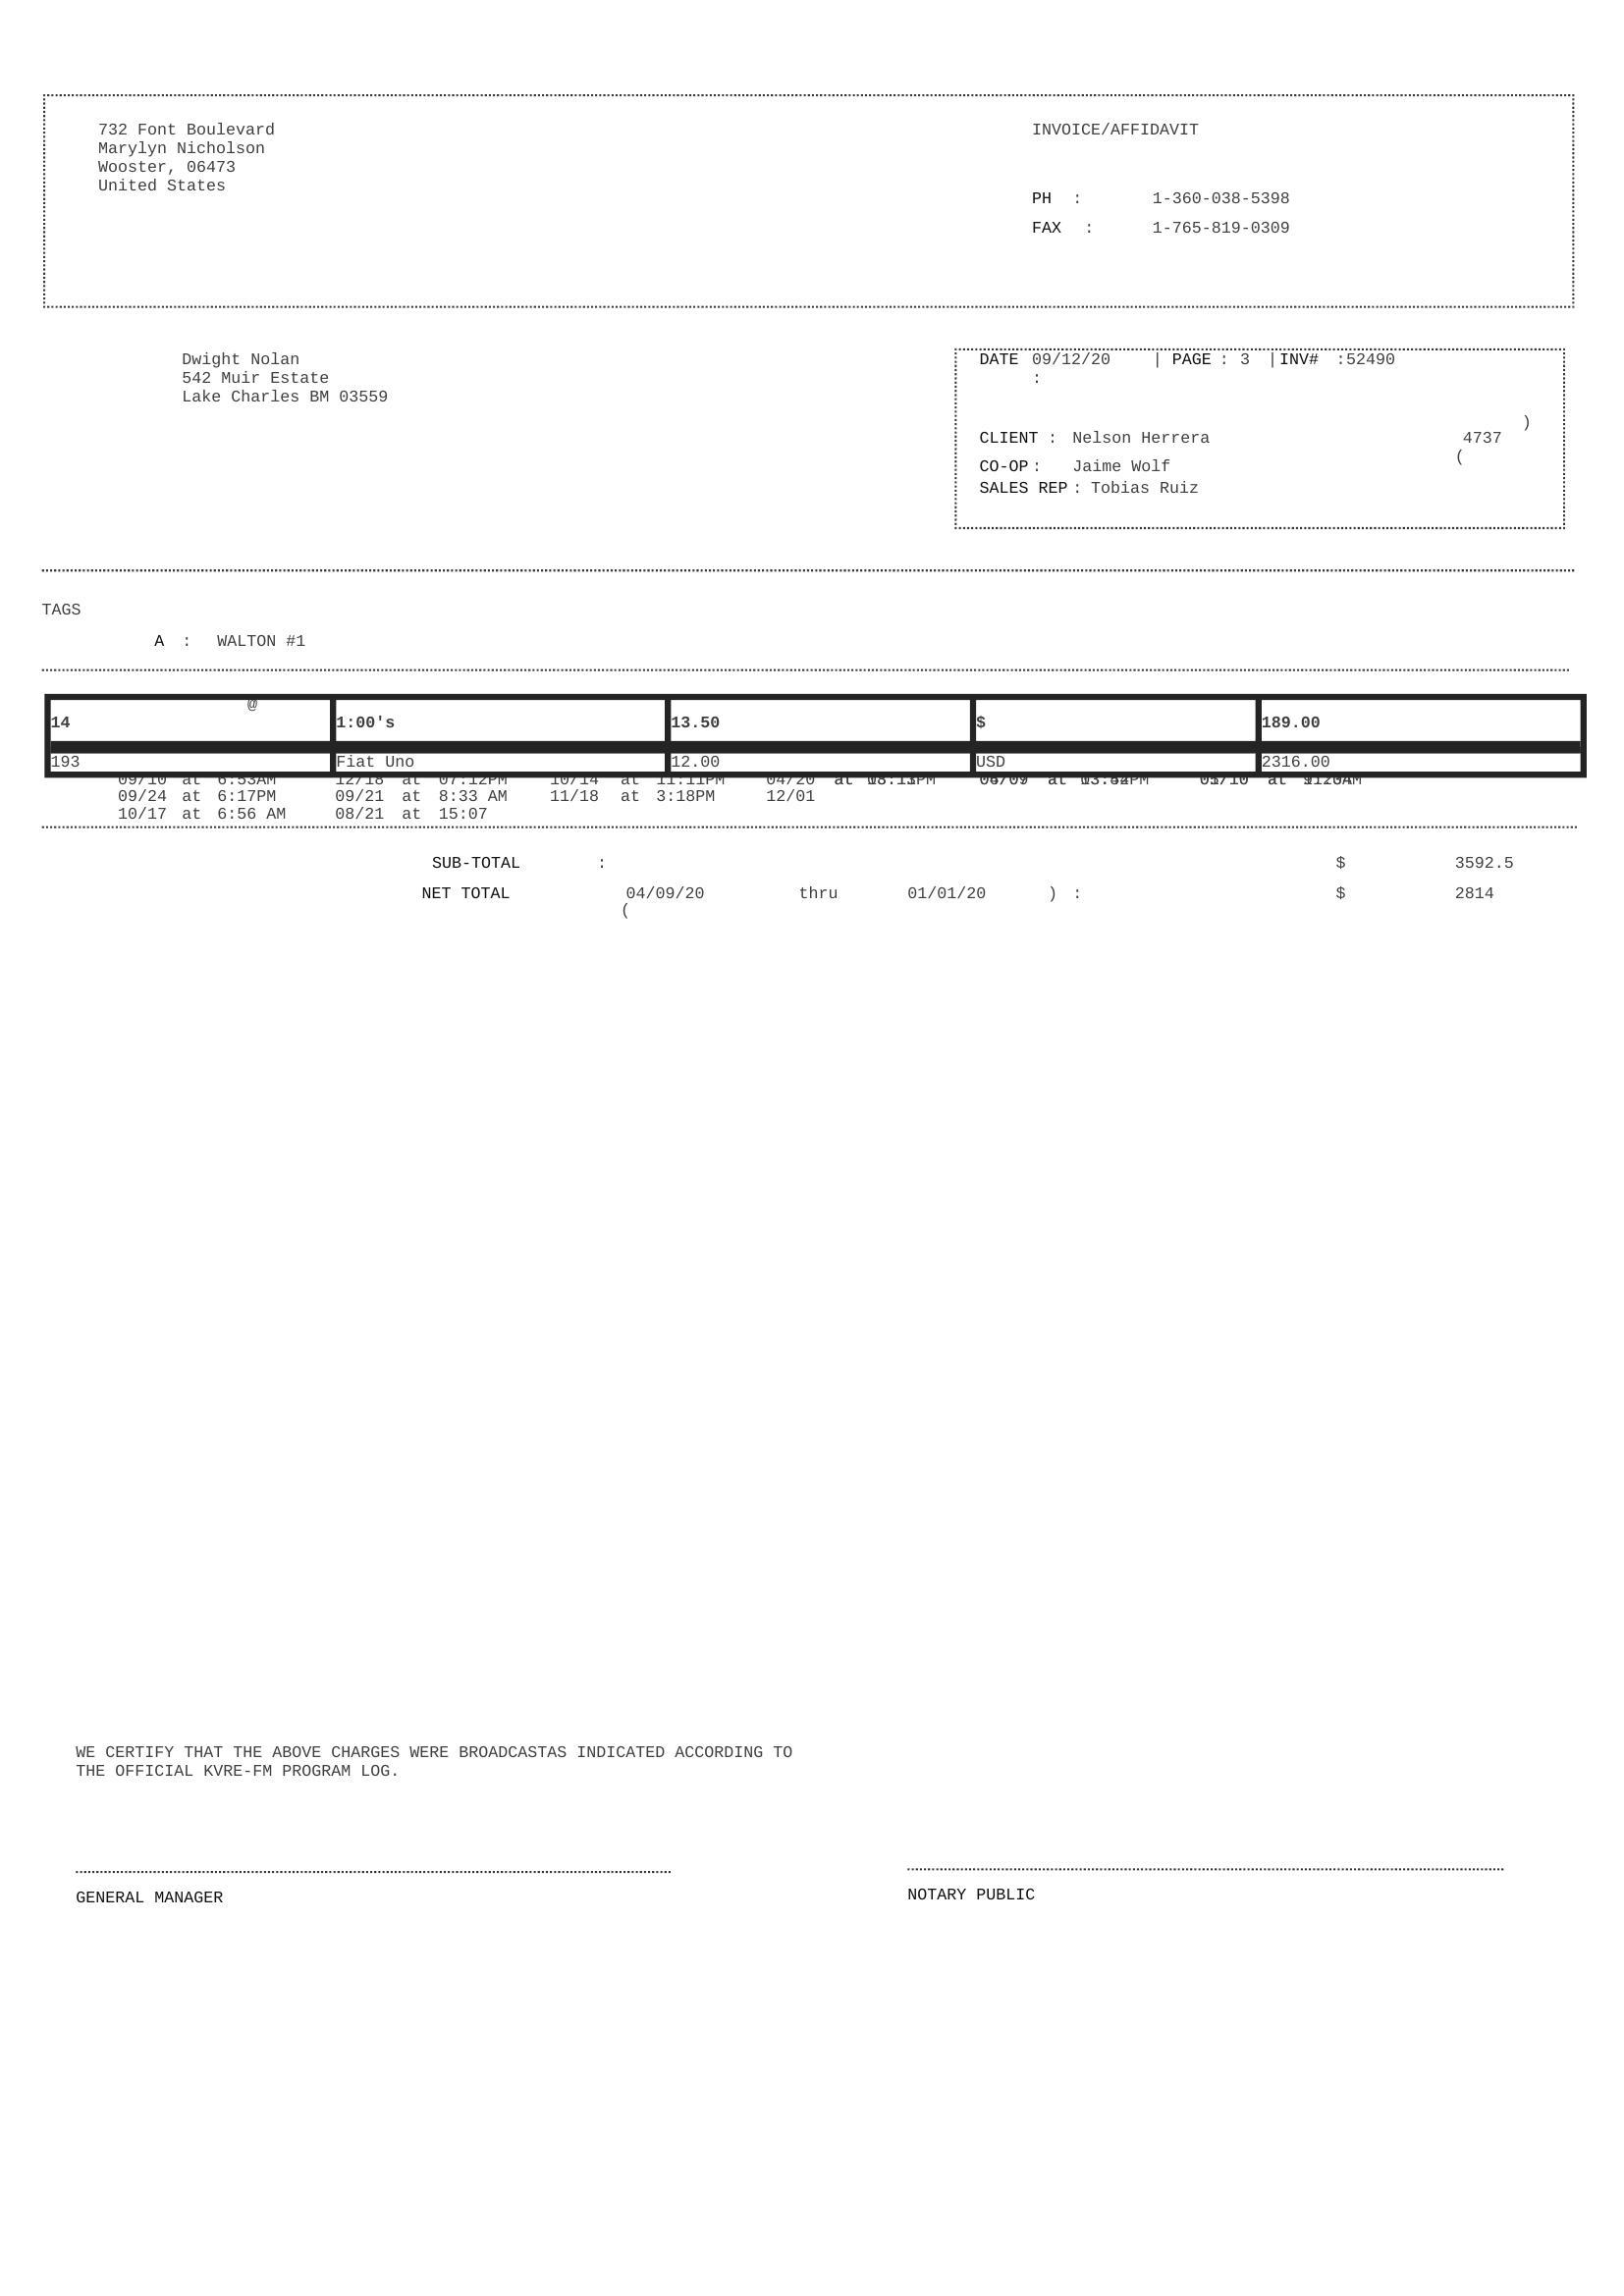 732 Font Boulevard
Marylyn Nicholson
Wooster, 06473
United States
INVOICE/AFFIDAVIT
PH : 1-360-038-5398
FAX : 1-765-819-0309
Dwight Nolan
542 Muir Estate
Lake Charles BM 03559
DATE 09/12/20 | PAGE : 3 | INV# :52490
:
)
CLIENT : Nelson Herrera 4737
(
CO-OP : Jaime Wolf
SALES REP : Tobias Ruiz
TAGS
A : WALTON #1
@
14 1:00's 13.50 $ 189.00
193 Fiat Uno 12.00 USD 2316.00
09/10 at 6:53AM 12/18 at 07:12PM 10/14 at 11:11PM 04/20 at at at
09/24 at 6:17PM 09/21 at 8:33 AM 11/18 at 3:18PM 12/01
10/17 at 6:56 AM 08/21 at 15:07
SUB-TOTAL : $ 3592.5
NET TOTAL 04/09/20 thru 01/01/20 ) : $ 2814
(
WE CERTIFY THAT THE ABOVE CHARGES WERE BROADCASTAS INDICATED ACCORDING TO
THE OFFICIAL KVRE-FM PROGRAM LOG.
GENERAL MANAGER
NOTARY PUBLIC